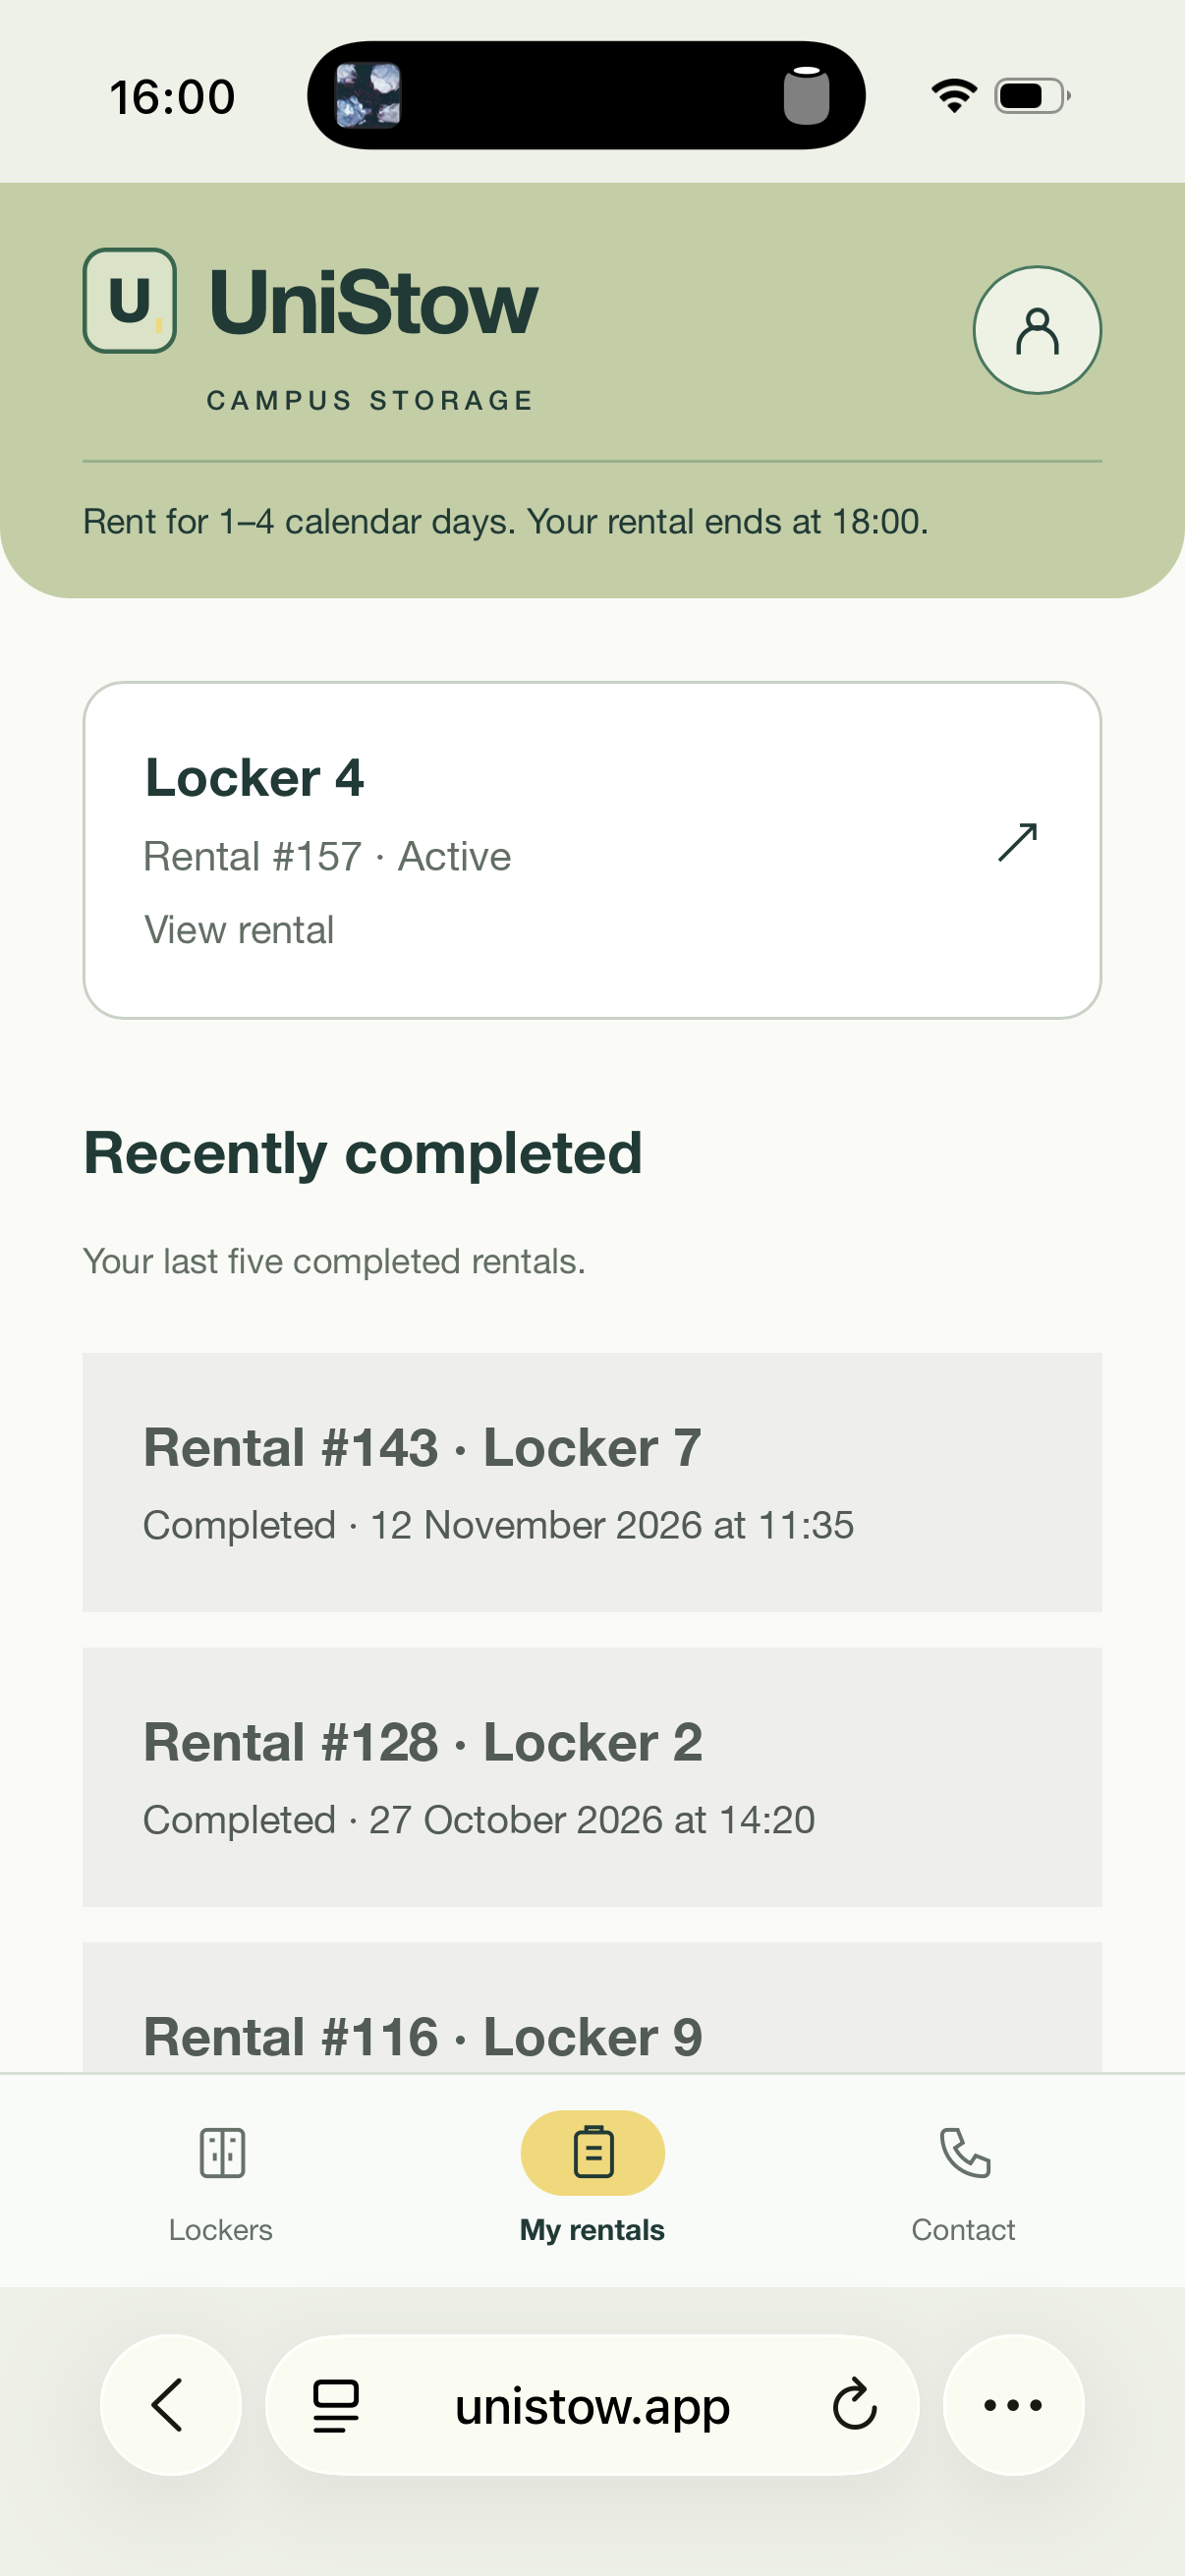 16:00
U
UniStow
CAMPUS STORAGE
Rent for 1–4 calendar days. Your rental ends at 18:00.
Locker 4
Rental #157 · Active
View rental
Recently completed
Your last five completed rentals.
Rental #143 · Locker 7
Completed · 12 November 2026 at 11:35
Rental #128 · Locker 2
Completed · 27 October 2026 at 14:20
Rental #116 · Locker 9
Lockers
My rentals
Contact
unistow.app